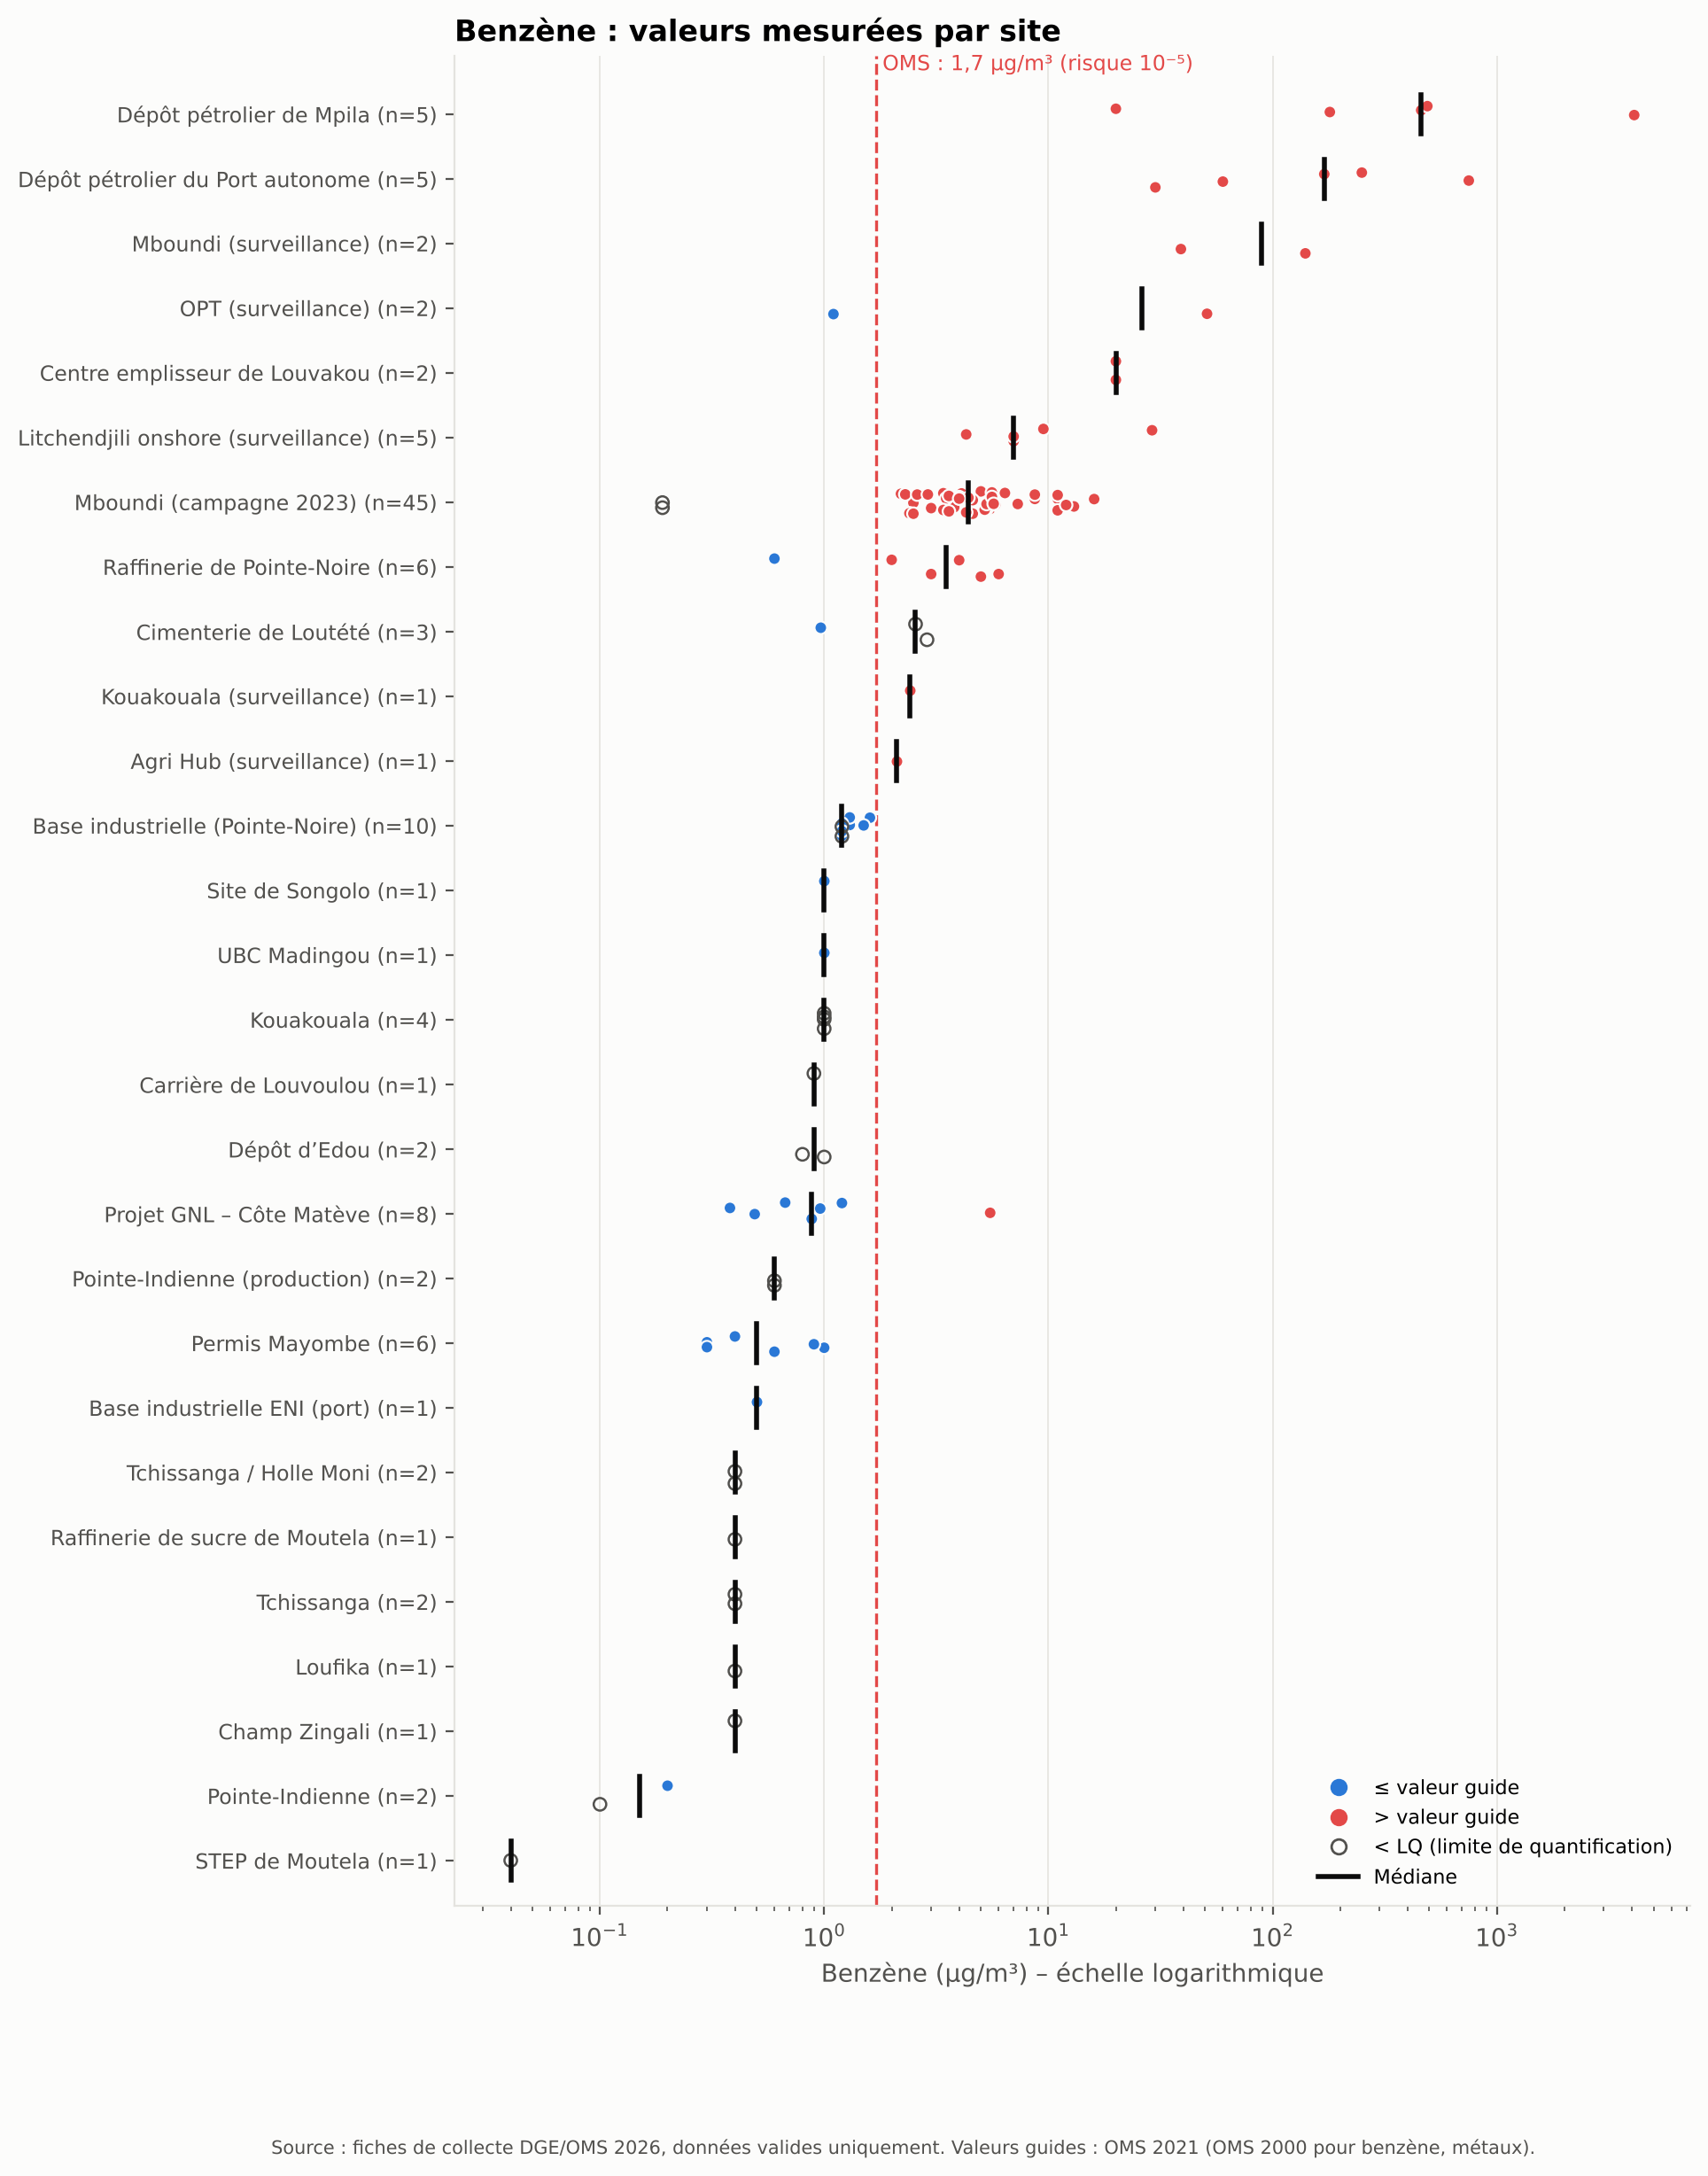 Benzène : valeurs mesurées par site
OMS : 1,7 µg/m³ (risque 10⁻⁵)
Dépôt pétrolier de Mpila (n=5)
Dépôt pétrolier du Port autonome (n=5)
Mboundi (surveillance) (n=2)
OPT (surveillance) (n=2)
Centre emplisseur de Louvakou (n=2)
Litchendjili onshore (surveillance) (n=5)
Mboundi (campagne 2023) (n=45)
Raffinerie de Pointe-Noire (n=6)
Cimenterie de Loutété (n=3)
Kouakouala (surveillance) (n=1)
Agri Hub (surveillance) (n=1)
Base industrielle (Pointe-Noire) (n=10)
Site de Songolo (n=1)
UBC Madingou (n=1)
Kouakouala (n=4)
Carrière de Louvoulou (n=1)
Dépôt d’Edou (n=2)
Projet GNL – Côte Matève (n=8)
Pointe-Indienne (production) (n=2)
Permis Mayombe (n=6)
Base industrielle ENI (port) (n=1)
Tchissanga / Holle Moni (n=2)
Raffinerie de sucre de Moutela (n=1)
Tchissanga (n=2)
Loufika (n=1)
Champ Zingali (n=1)
Pointe-Indienne (n=2)
STEP de Moutela (n=1)
≤ valeur guide
> valeur guide
< LQ (limite de quantification)
Médiane
10⁻¹ 10⁰ 10¹ 10² 10³
Benzène (µg/m³) – échelle logarithmique
Source : fiches de collecte DGE/OMS 2026, données valides uniquement. Valeurs guides : OMS 2021 (OMS 2000 pour benzène, métaux).